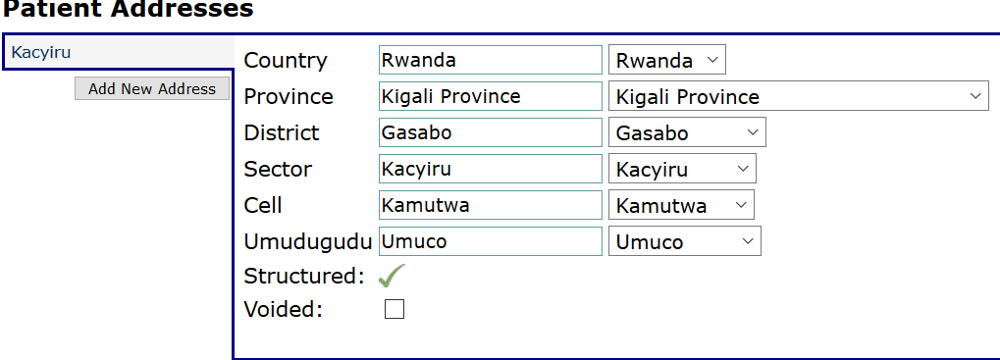 Patient Addresses
Kacyiru
Add New Address
Country Rwanda Rwanda
Province Kigali Province Kigali Province
District Gasabo Gasabo
Sector Kacyiru Kacyiru
Cell Kamutwa Kamutwa
Umudugudu Umuco Umuco
Structured:
Voided: